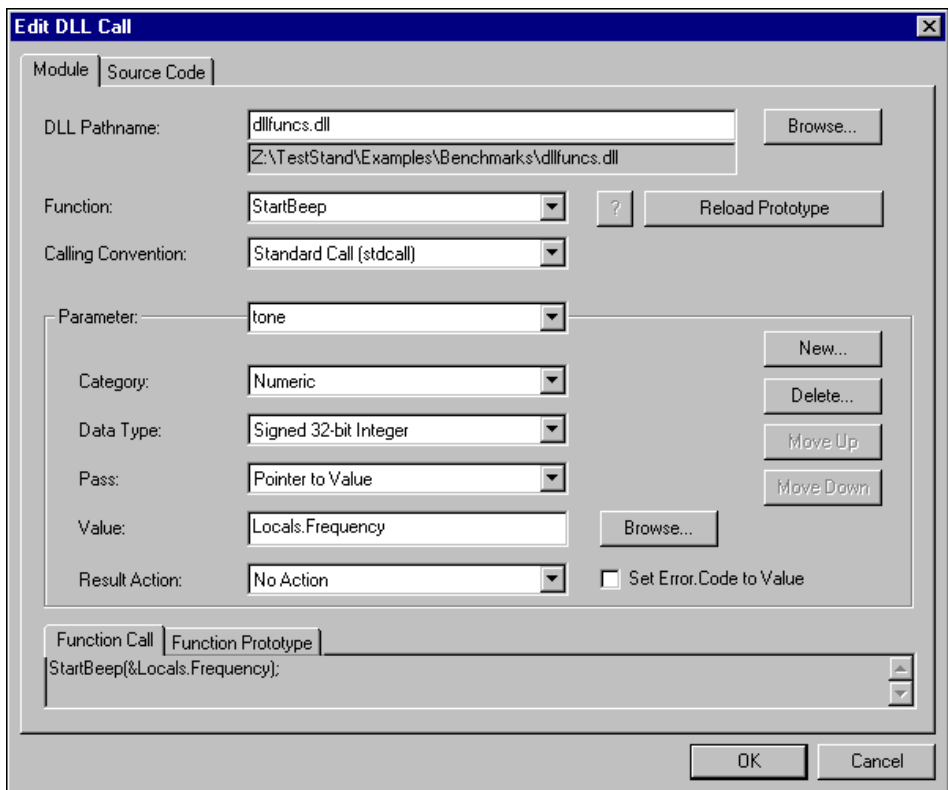 Edit DLL Call
Module Source Code
DLL Pathname: dllfuncs.dll Browse...
Z:\TestStand\Examples\Benchmarks\dllfuncs.dll
Function: StartBeep ? Reload Prototype
Calling Convention: Standard Call (stdcall)
Parameter: tone
New...
Category: Numeric
Delete...
Data Type: Signed 32-bit Integer
Move Up
Pass: Pointer to Value
Move Down
Value: Locals.Frequency Browse...
Result Action: No Action Set Error.Code to Value
Function Call Function Prototype
StartBeep(&Locals.Frequency);
OK Cancel